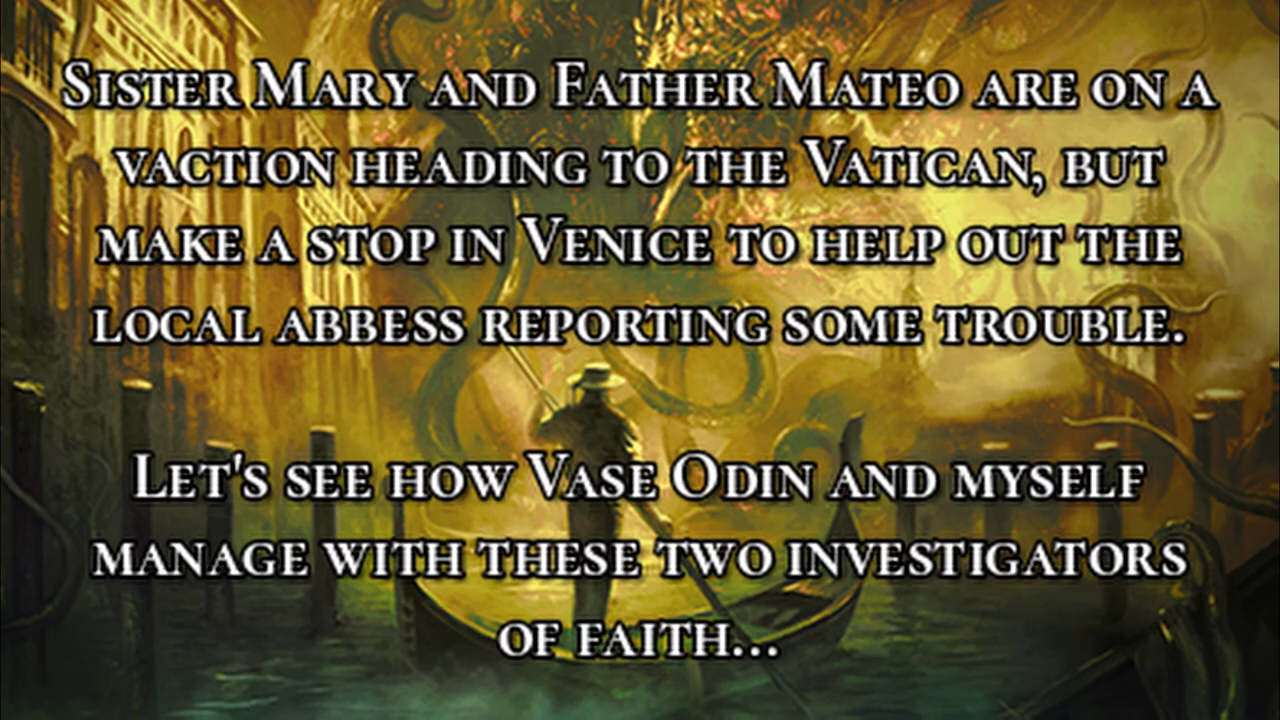 Sister Mary and Father Mateo are on a
vaction heading to the Vatican, but
make a stop in Venice to help out the
local abbess reporting some trouble.
Let's see how Vase Odin and myself
manage with these two investigators
of faith...